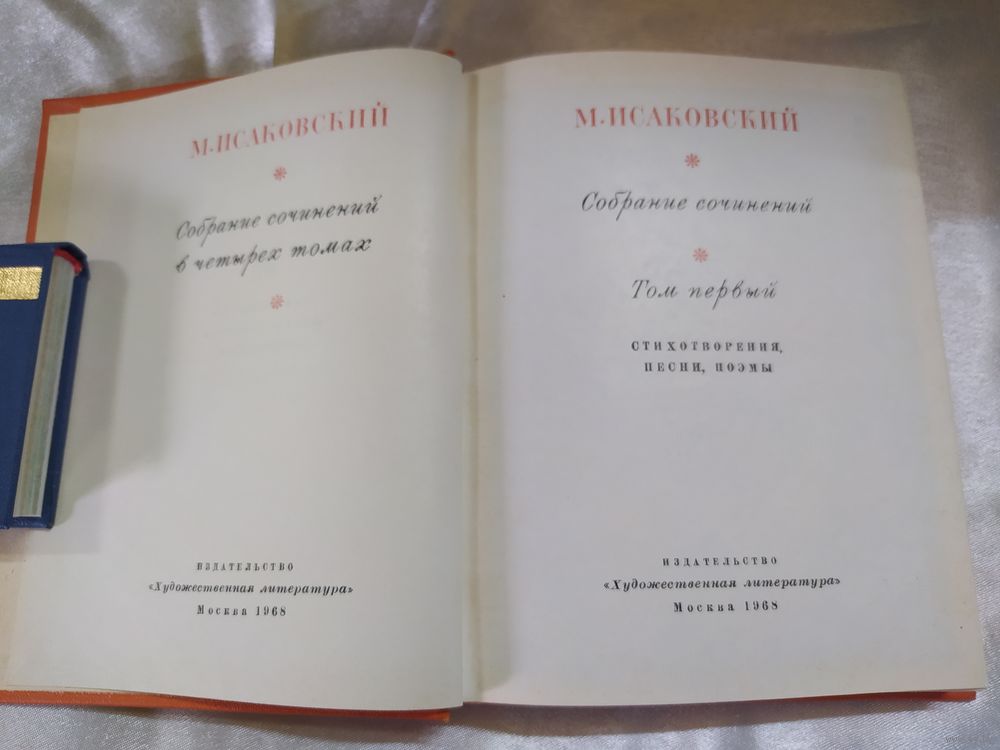 М. ИСАКОВСКИЙ
Собрание сочинений
в четырех томах
ИЗДАТЕЛЬСТВО
«Художественная литература»
Москва 1968
М. ИСАКОВСКИЙ
Собрание сочинений
Том первый
СТИХОТВОРЕНИЯ,
ПЕСНИ, ПОЭМЫ
ИЗДАТЕЛЬСТВО
«Художественная литература»
Москва 1968